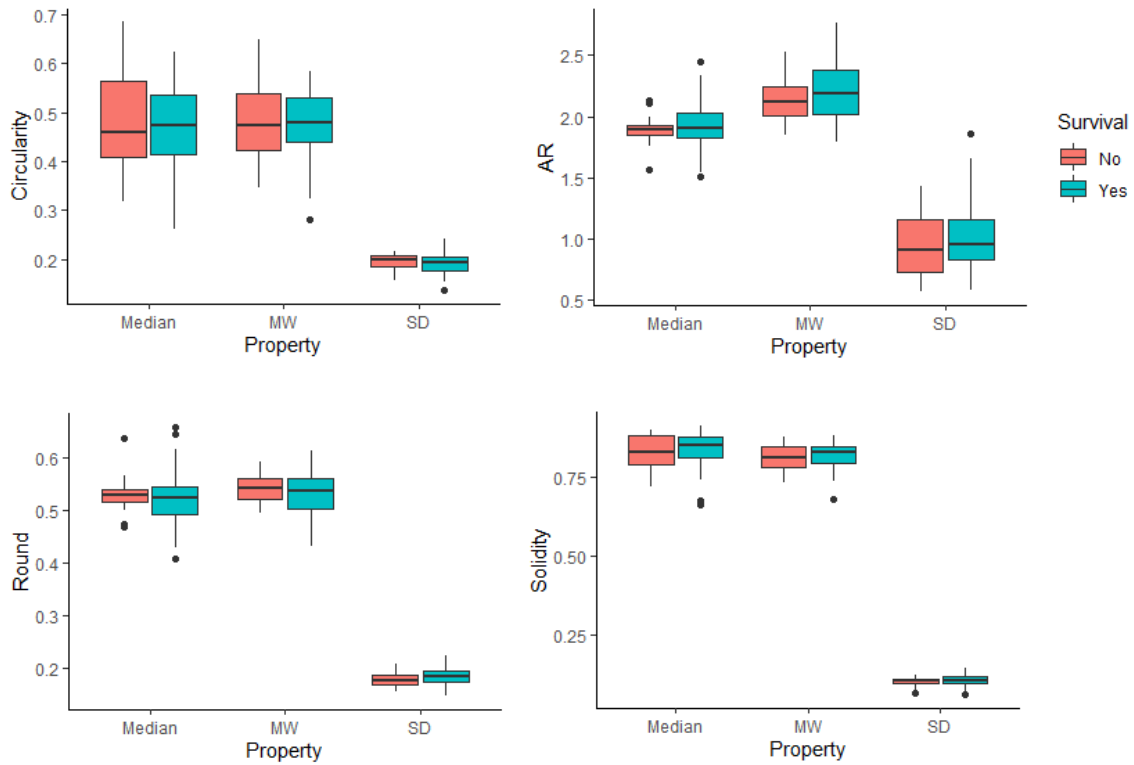 0.7
0.6
0.5
0.4
0.3
0.2
Circularity
Median MW SD
Property
2.5
2.0
1.5
1.0
0.5
AR
Median MW SD
Property
Survival
No
Yes
0.6
0.5
0.4
0.3
0.2
Round
Median MW SD
Property
0.75
0.50
0.25
Solidity
Median MW SD
Property